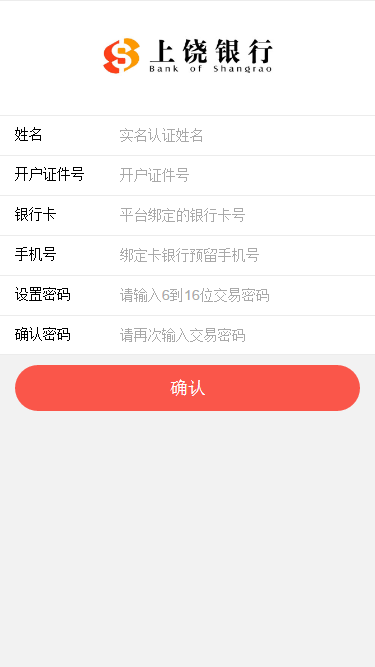 上饶银行
Bank of Shangrao
姓名 实名认证姓名
开户证件号 开户证件号
银行卡 平台绑定的银行卡号
手机号 绑定卡银行预留手机号
设置密码 请输入6到16位交易密码
确认密码 请再次输入交易密码
确认